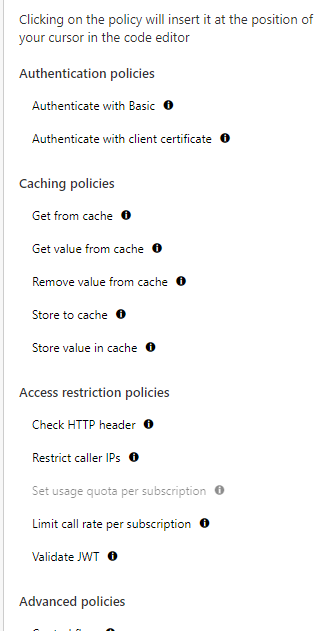 Clicking on the policy will insert it at the position of
your cursor in the code editor
Authentication policies
Authenticate with Basic
Authenticate with client certificate
Caching policies
Get from cache
Get value from cache
Remove value from cache
Store to cache
Store value in cache
Access restriction policies
Check HTTP header
Restrict caller IPs
Set usage quota per subscription
Limit call rate per subscription
Validate JWT
Advanced policies